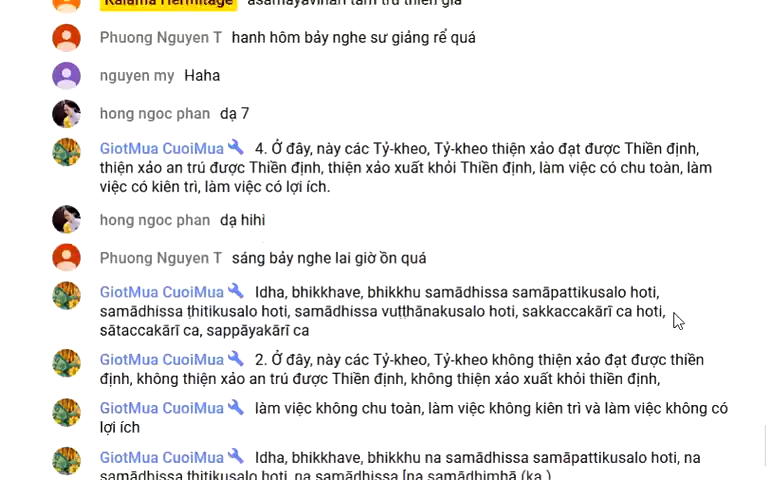 Kalama Hermitage asamayavihari tâm trú thiền giả
Phuong Nguyen T hanh hôm bảy nghe sư giảng rể quá
nguyen my Haha
hong ngoc phan dạ 7
GiotMua CuoiMua 4. Ở đây, này các Tỷ-kheo, Tỷ-kheo thiện xảo đạt được Thiền định,
thiện xảo an trú được Thiền định, thiện xảo xuất khỏi Thiền định, làm việc có chu toàn, làm
việc có kiên trì, làm việc có lợi ích.
hong ngoc phan dạ hihi
Phuong Nguyen T sáng bảy nghe lai giờ ồn quá
GiotMua CuoiMua Idha, bhikkhave, bhikkhu samādhissa samāpattikusalo hoti,
samādhissa ṭhitikusalo hoti, samādhissa vuṭṭhānakusalo hoti, sakkaccakārī ca hoti,
sātaccakārī ca, sappāyakārī ca
GiotMua CuoiMua 2. Ở đây, này các Tỷ-kheo, Tỷ-kheo không thiện xảo đạt được thiền
định, không thiện xảo an trú được Thiền định, không thiện xảo xuất khỏi thiền định,
GiotMua CuoiMua làm việc không chu toàn, làm việc không kiên trì và làm việc không có
lợi ích
GiotMua CuoiMua Idha, bhikkhave, bhikkhu na samādhissa samāpattikusalo hoti, na
samādhissa ṭhitikusalo hoti, na samādhissa [na samādhimhā (ka.)